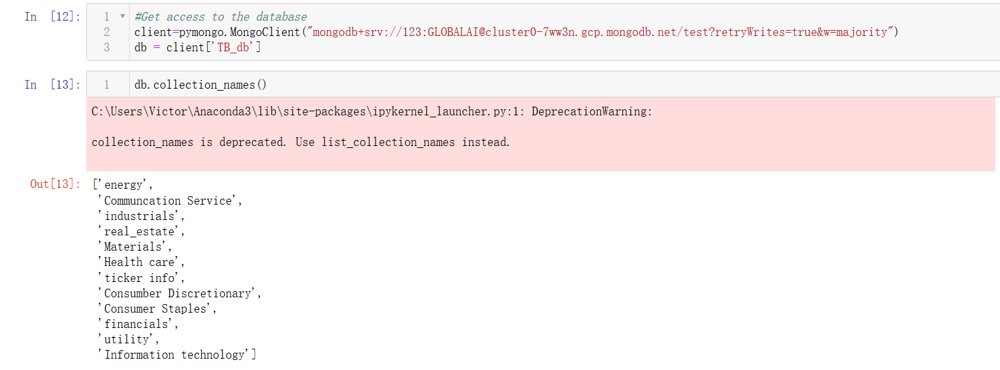 In [12]:
1 #Get access to the database
2 client=pymongo.MongoClient("mongodb+srv://123:GLOBALAI@cluster0-7ww3n.gcp.mongodb.net/test?retryWrites=true&w=majority")
3 db = client['TB_db']
In [13]:
1 db.collection_names()
C:\Users\Victor\Anaconda3\lib\site-packages\ipykernel_launcher.py:1: DeprecationWarning:
collection_names is deprecated. Use list_collection_names instead.
Out[13]: ['energy',
'Communcation Service',
'industrials',
'real_estate',
'Materials',
'Health care',
'ticker info',
'Consumber Discretionary',
'Consumer Staples',
'financials',
'utility',
'Information technology']